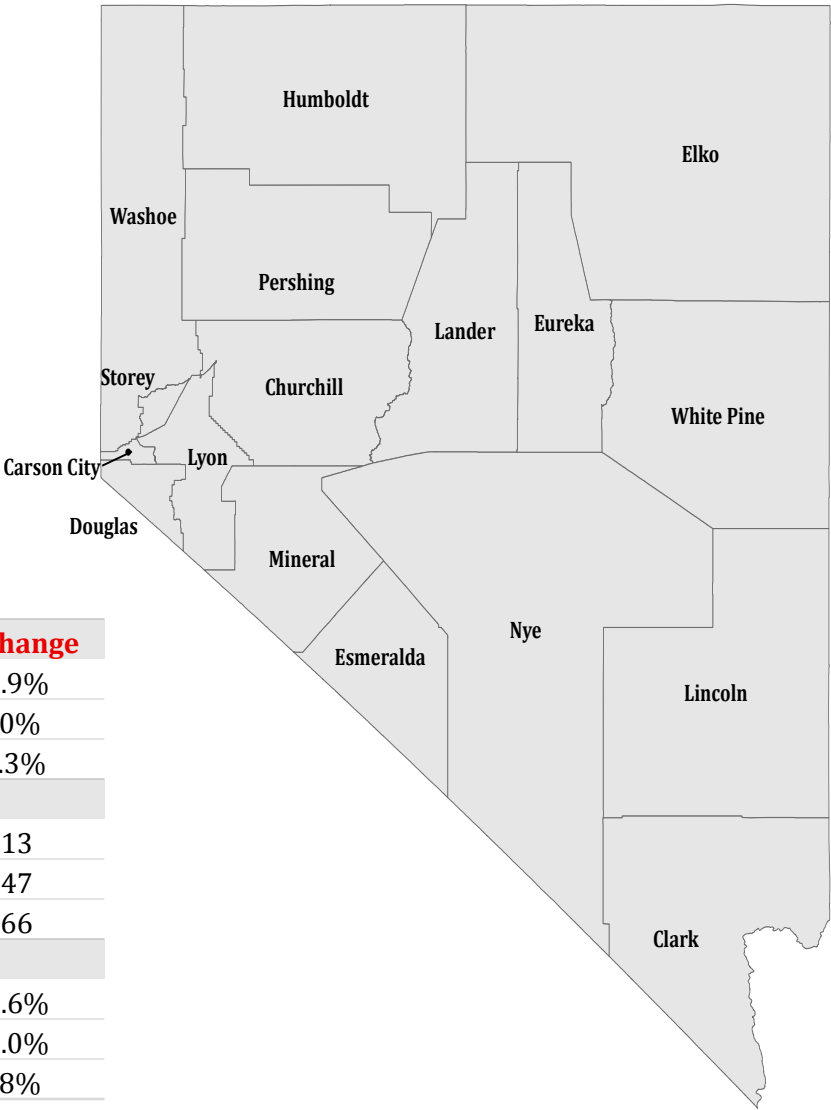 Humboldt
Elko
Washoe
Pershing
Lander
Eureka
Storey
Churchill
White Pine
Carson City
Lyon
Douglas
Mineral
Nye
Esmeralda
Lincoln
Clark
hange
.9%
0%
.3%
13
47
66
.6%
.0%
8%